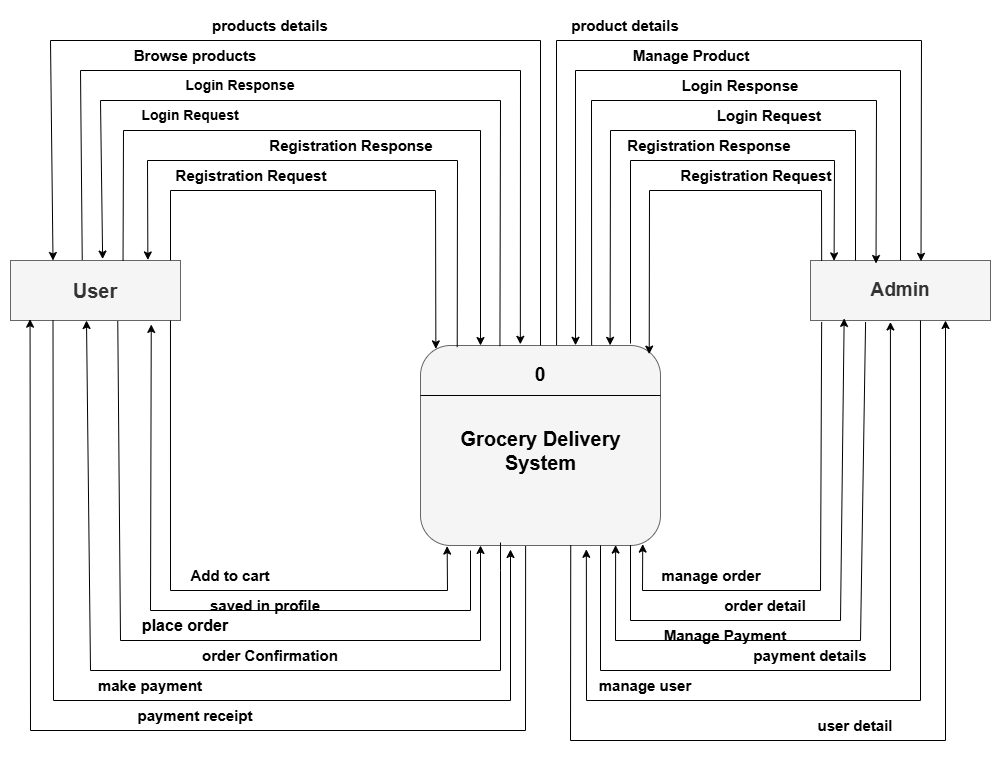 products details
product details
Browse products
Manage Product
Login Response
Login Response
Login Request
Login Request
Registration Response
Registration Response
Registration Request
Registration Request
User
Admin
0
Grocery Delivery
System
Add to cart
manage order
saved in profile
order detail
place order
Manage Payment
order Confirmation
payment details
make payment
manage user
payment receipt
user detail